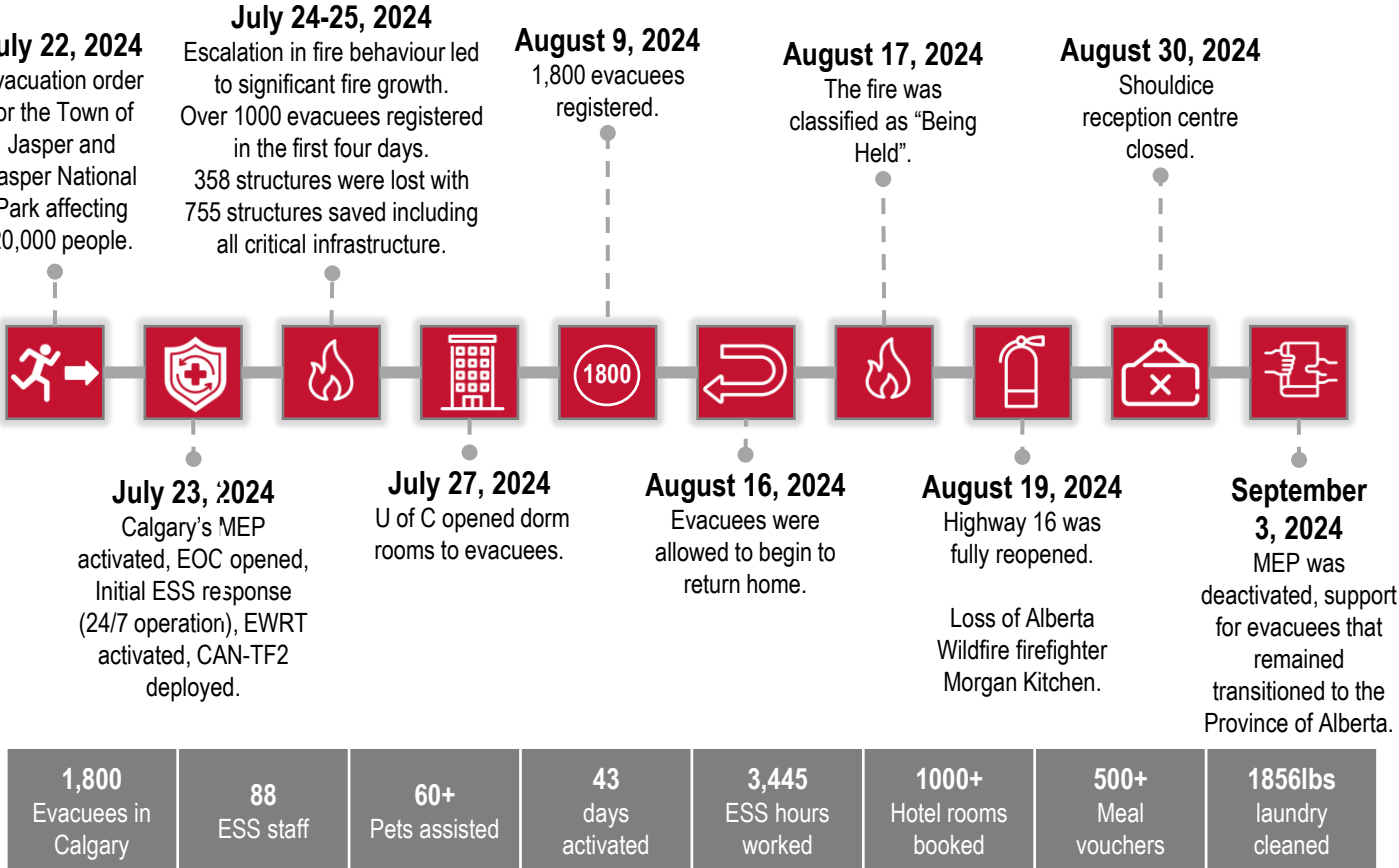 uly 22, 2024
vacuation order
or the Town of
Jasper and
asper National
Park affecting
20,000 people.
July 24-25, 2024
Escalation in fire behaviour led
to significant fire growth.
Over 1000 evacuees registered
in the first four days.
358 structures were lost with
755 structures saved including
all critical infrastructure.
August 9, 2024
1,800 evacuees
registered.
August 17, 2024
The fire was
classified as “Being
Held”.
August 30, 2024
Shouldice
reception centre
closed.
1800
July 23, 2024
Calgary’s MEP
activated, EOC opened,
Initial ESS response
(24/7 operation), EWRT
activated, CAN-TF2
deployed.
July 27, 2024
U of C opened dorm
rooms to evacuees.
August 16, 2024
Evacuees were
allowed to begin to
return home.
August 19, 2024
Highway 16 was
fully reopened.
Loss of Alberta
Wildfire firefighter
Morgan Kitchen.
September
3, 2024
MEP was
deactivated, support
for evacuees that
remained
transitioned to the
Province of Alberta.
1,800
Evacuees in
Calgary
88
ESS staff
60+
Pets assisted
43
days
activated
3,445
ESS hours
worked
1000+
Hotel rooms
booked
500+
Meal
vouchers
1856lbs
laundry
cleaned